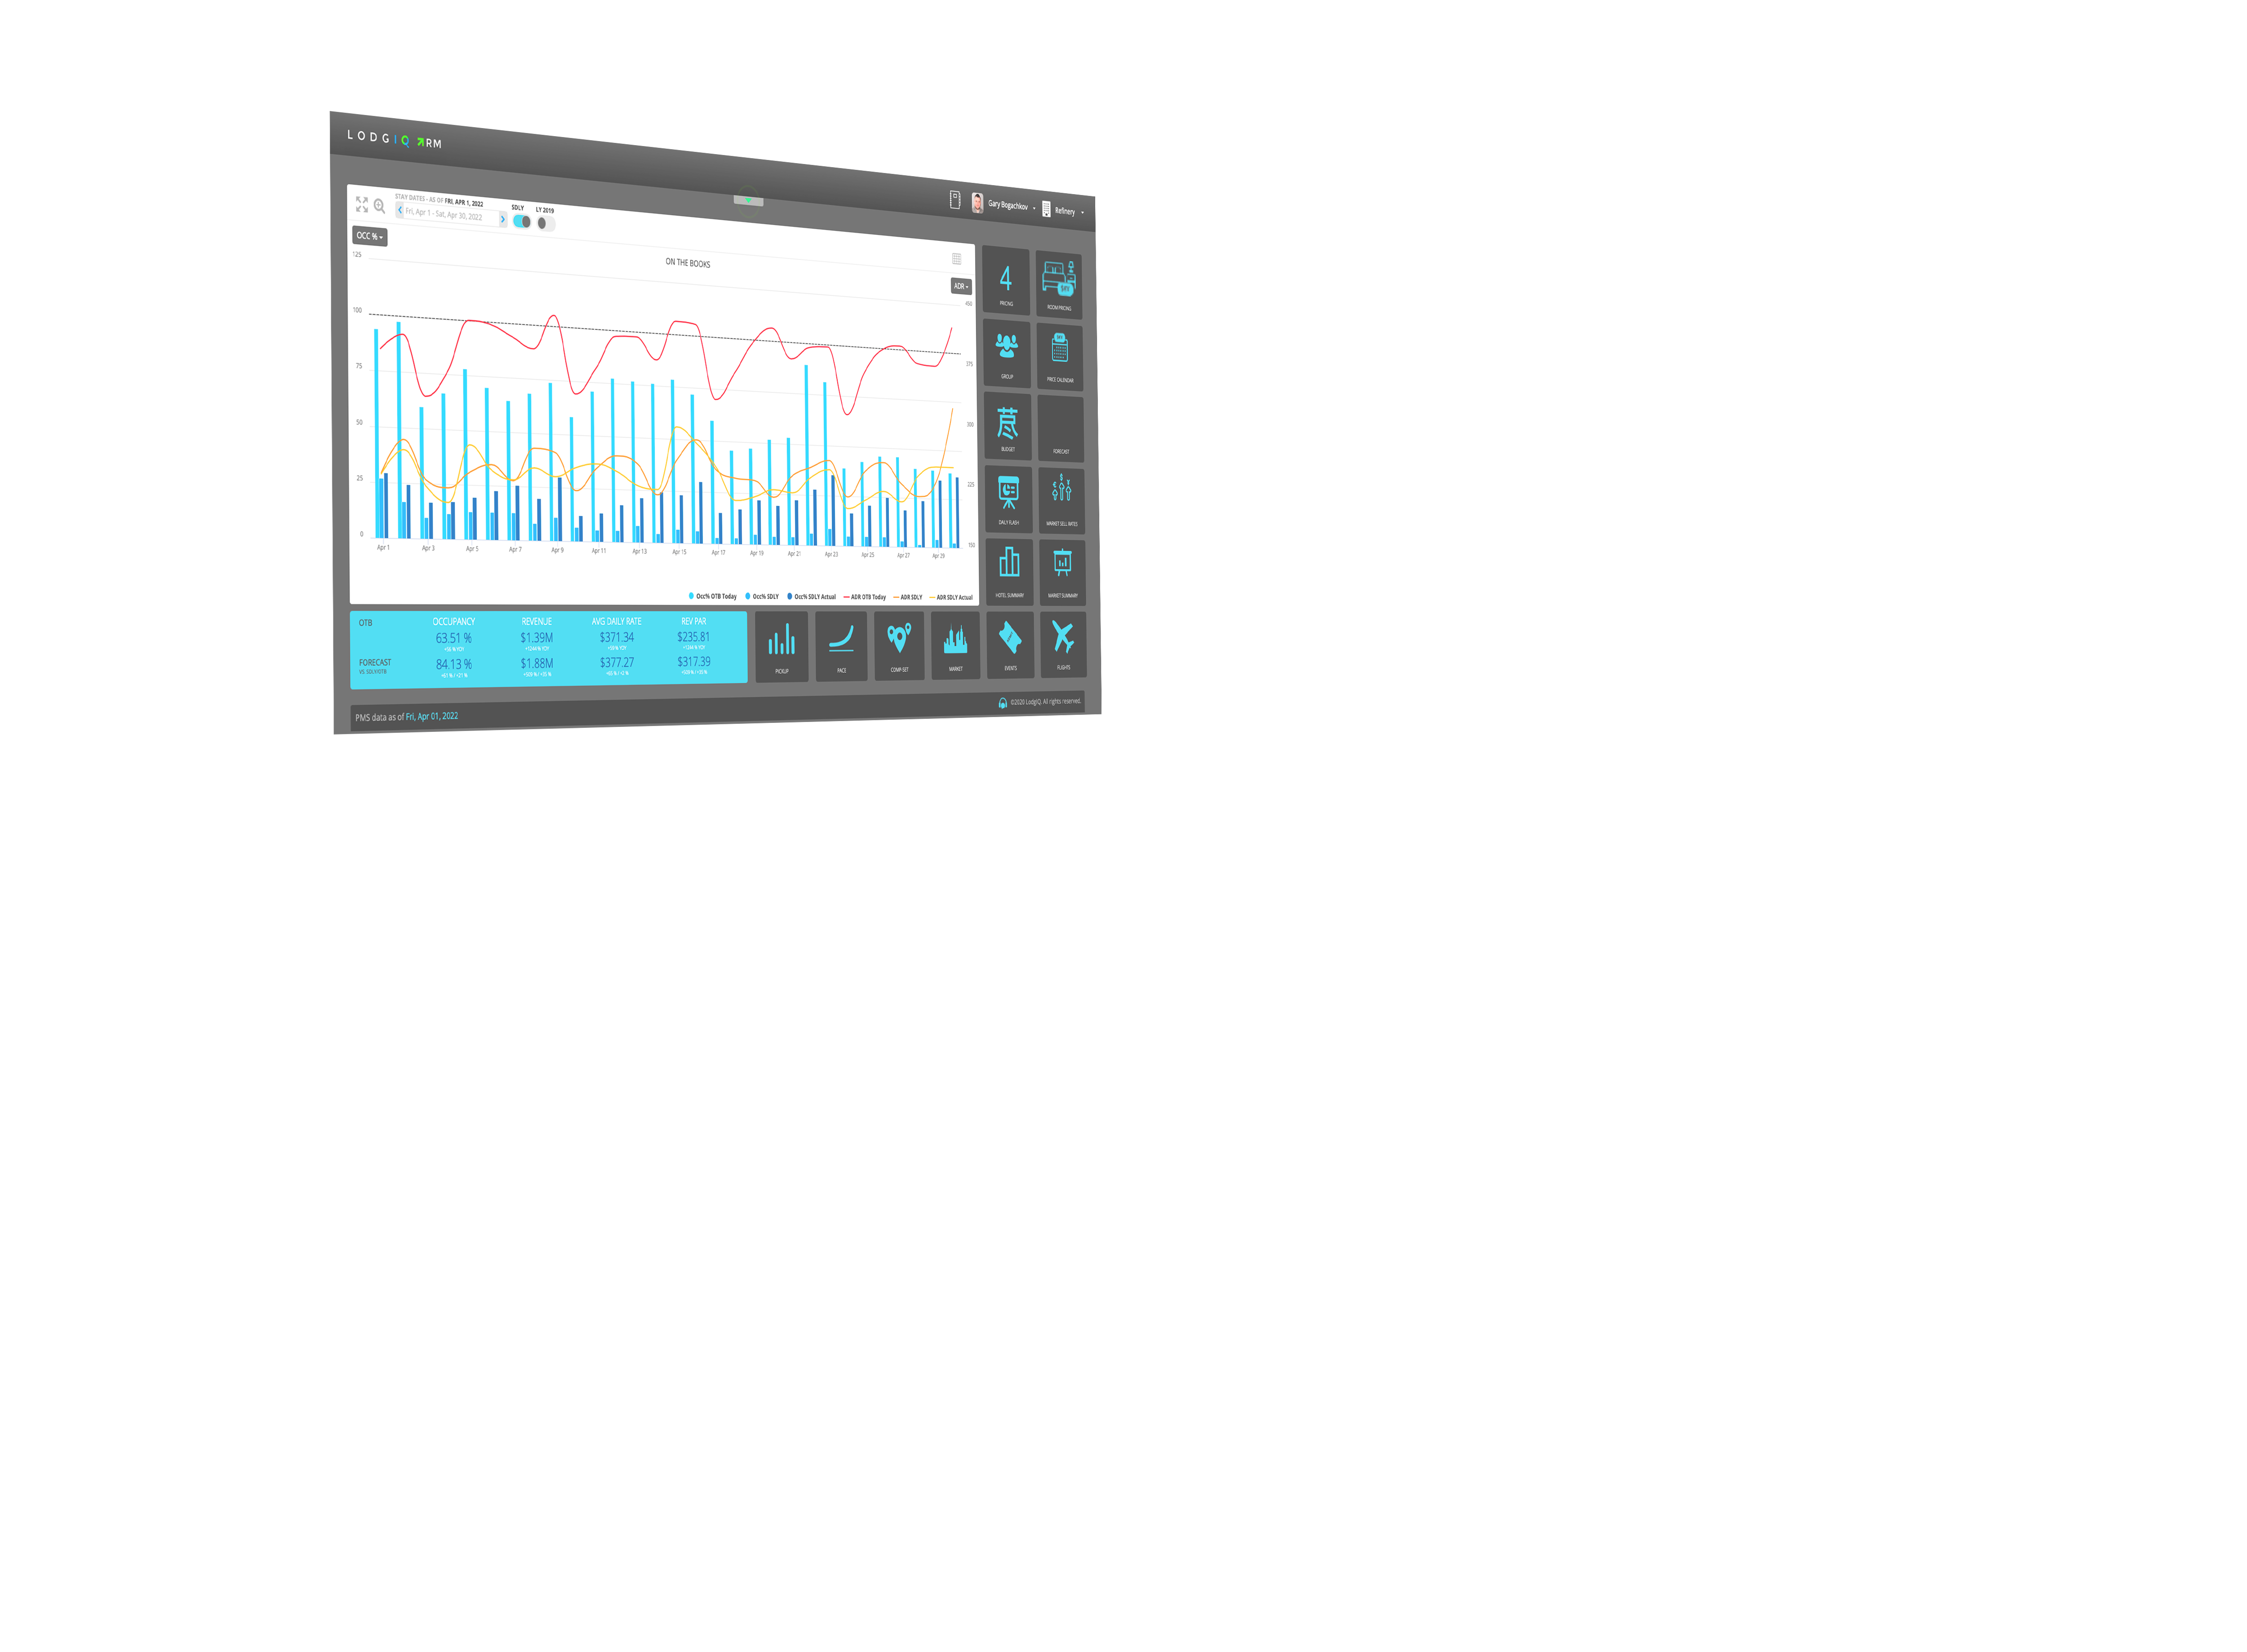 LODGIQ RM
Gary Bogachkov
Refinery
STAY DATES - AS OF FRI, APR 1, 2022
Fri, Apr 1 - Sat, Apr 30, 2022
SDLY
LY 2019
OCC %
ON THE BOOKS
ADR
125
100
75
50
25
0
450
375
300
225
150
Apr 1
Apr 3
Apr 5
Apr 7
Apr 9
Apr 11
Apr 13
Apr 15
Apr 17
Apr 19
Apr 21
Apr 23
Apr 25
Apr 27
Apr 29
Occ% OTB Today
Occ% SDLY
Occ% SDLY Actual
ADR OTB Today
ADR SDLY
ADR SDLY Actual
4
PRICING
ROOM PRICING
GROUP
PRICE CALENDAR
BUDGET
FORECAST
DAILY FLASH
MARKET SELL RATES
HOTEL SUMMARY
MARKET SUMMARY
OTB
OCCUPANCY
REVENUE
AVG DAILY RATE
REV PAR
63.51 %
$1.39M
$371.34
$235.81
FORECAST
VS. SDLY/OTB
84.13 %
$1.88M
$377.27
$317.39
PICKUP
PACE
COMP-SET
MARKET
EVENTS
FLIGHTS
PMS data as of Fri, Apr 01, 2022
©2020 LodgIQ. All rights reserved.